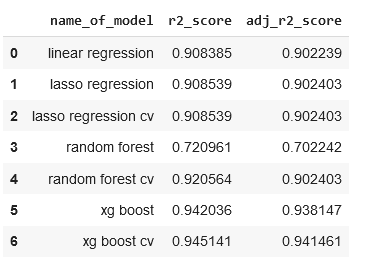 name_of_model r2_score adj_r2_score
0 linear regression 0.908385 0.902239
1 lasso regression 0.908539 0.902403
2 lasso regression cv 0.908539 0.902403
3 random forest 0.720961 0.702242
4 random forest cv 0.920564 0.902403
5 xg boost 0.942036 0.938147
6 xg boost cv 0.945141 0.941461